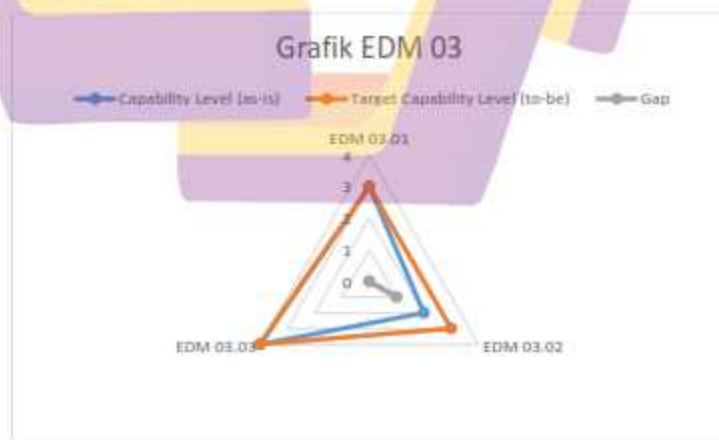 Grafik EDM 03
Capability Level (as-is) Target Capability Level (to-be) Gap
EDM 03.01
4
3
2
1
0
EDM 03.03 EDM 03.02